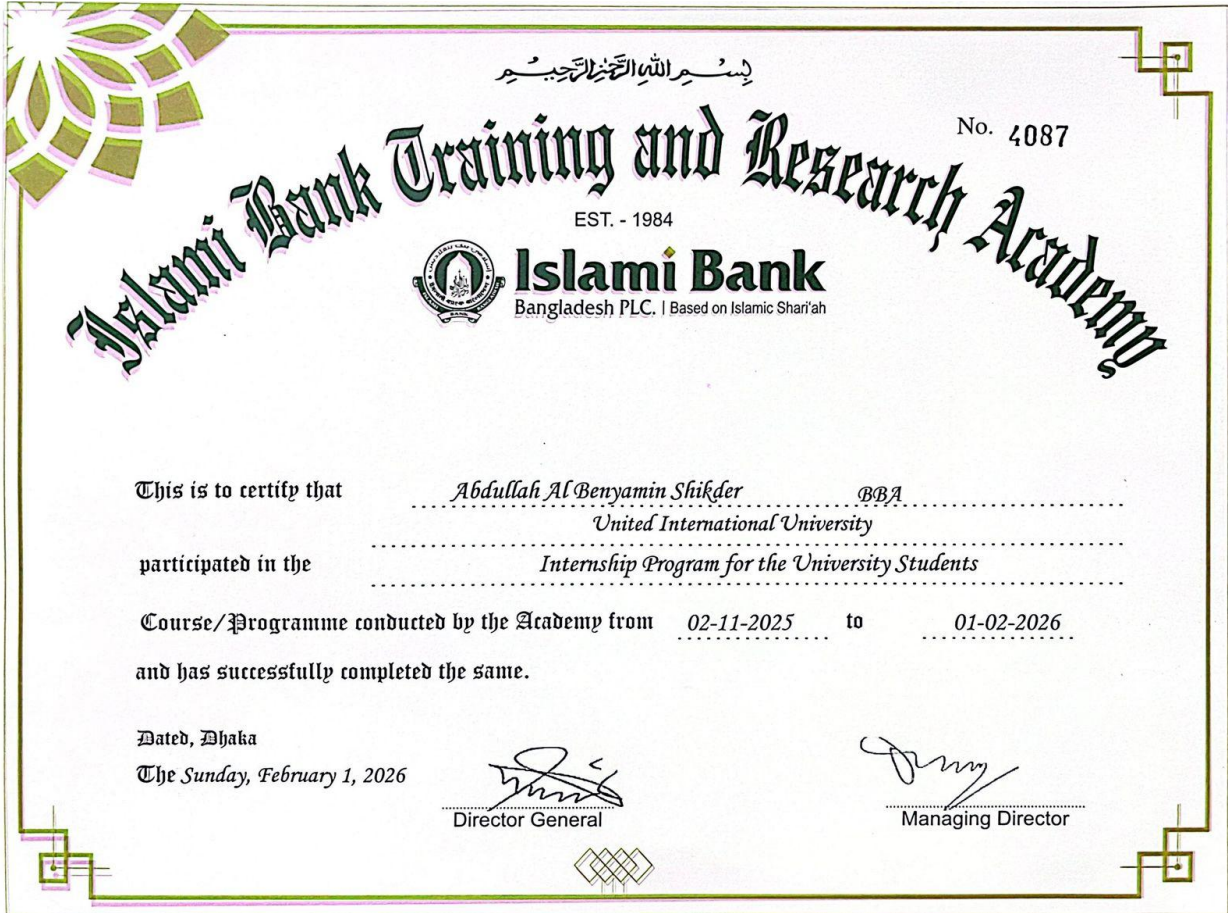 بِسْمِ اللهِ الرَّحْمٰنِ الرَّحِيْمِ
No. 4087
Islami Bank Training and Research Academy
EST. - 1984
Islami Bank
Bangladesh PLC. | Based on Islamic Shari'ah
This is to certify that Abdullah Al Benyamin Shikder BBA
United International University
participated in the Internship Program for the University Students
Course/Programme conducted by the Academy from 02-11-2025 to 01-02-2026
and has successfully completed the same.
Dated, Dhaka
The Sunday, February 1, 2026
Director General Managing Director